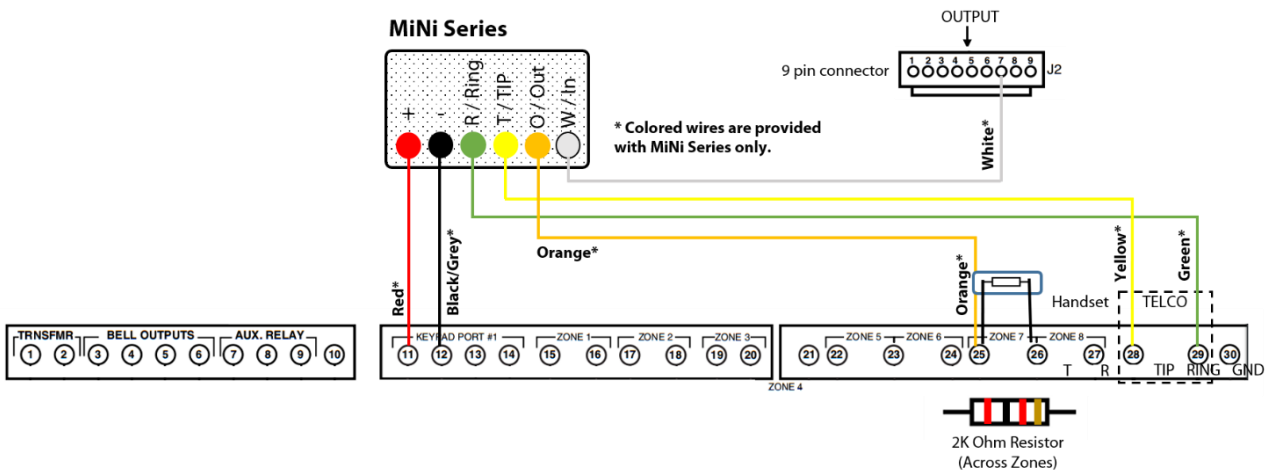 OUTPUT
MiNi Series
1 2 3 4 5 6 7 8 9
9 pin connector
J2
+
-
R / Ring
T / TIP
O / Out
W / In
* Colored wires are provided
with MiNi Series only.
White*
Orange*
Red*
Black/Grey*
Orange*
Yellow*
Green*
Handset
TELCO
TRNSFMR
BELL OUTPUTS
AUX. RELAY
KEYPAD PORT #1
ZONE 1
ZONE 2
ZONE 3
ZONE 5
ZONE 6
ZONE 7
ZONE 8
1 2 3 4 5 6 7 8 9 10
11 12 13 14 15 16 17 18 19 20
21 22 23 24 25 26 27 28 29 30
T R TIP RING GND
ZONE 4
2K Ohm Resistor
(Across Zones)